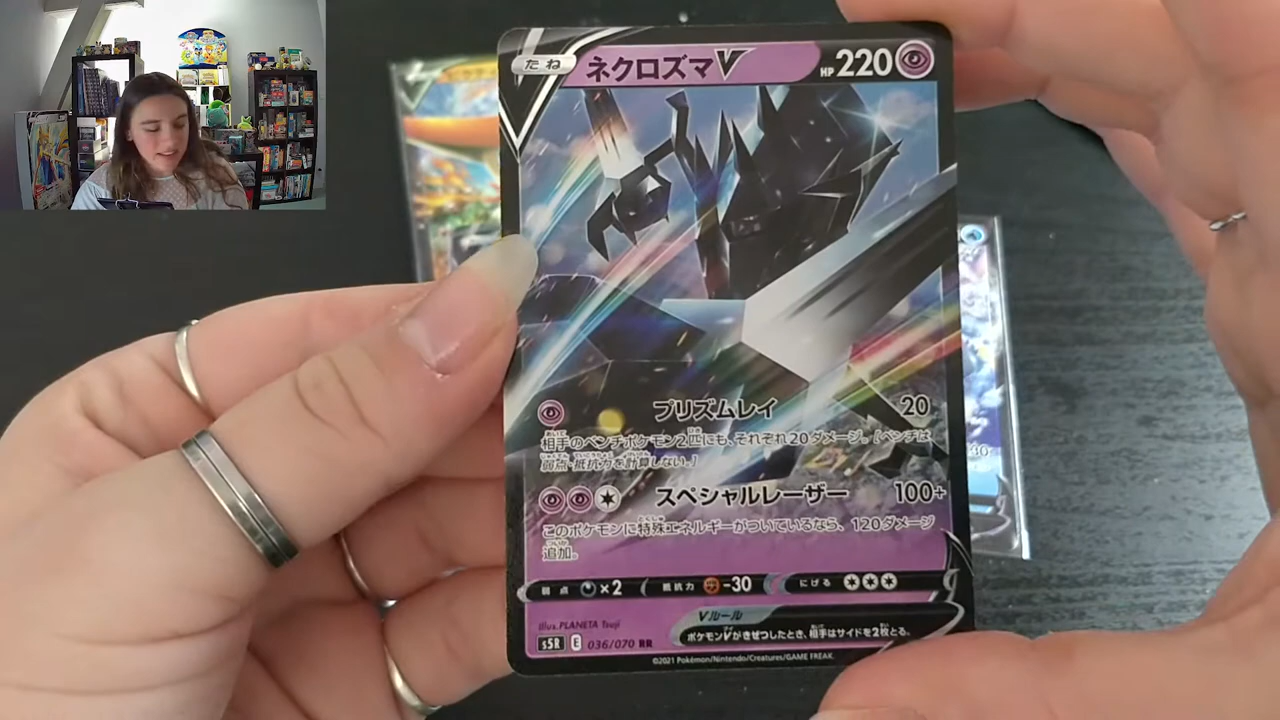 たね ネクロズマV HP220
プリズムレイ 20
相手のベンチポケモン2匹にも、それぞれ20ダメージ。[ベンチは
弱点・抵抗力を計算しない。]
スペシャルレーザー 100+
このポケモンに特殊エネルギーがついているなら、120ダメージ
追加。
弱点 ×2 抵抗力 -30 にげる
Illus.PLANETA Tsuji
Vルール
ポケモンVがきぜつしたとき、相手はサイドを2枚とる。
s5R E 036/070 RR
©2021 Pokémon/Nintendo/Creatures/GAME FREAK.